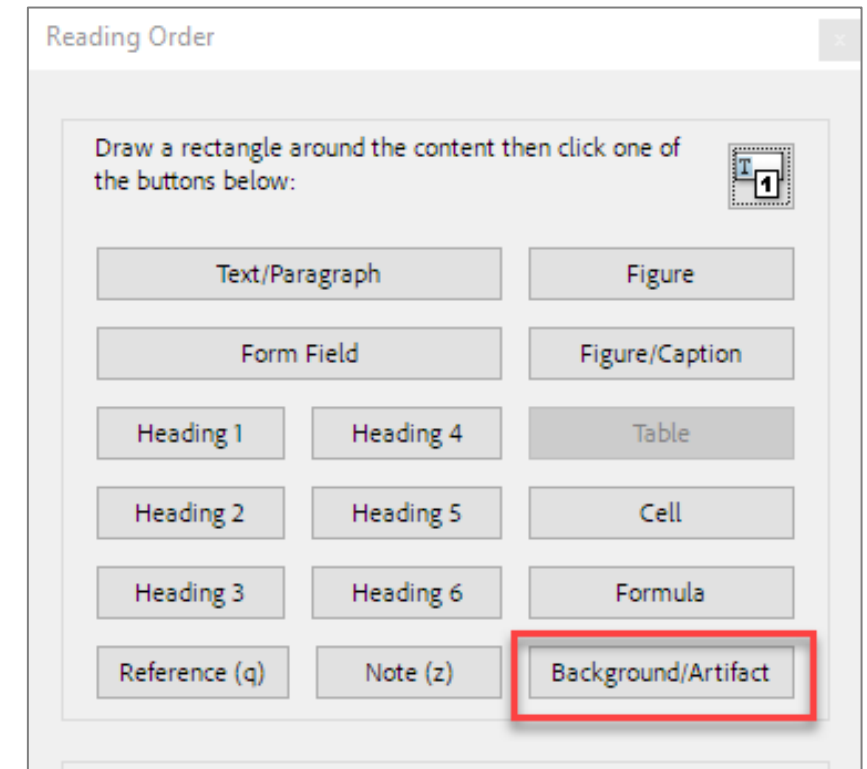 Reading Order
x
Draw a rectangle around the content then click one of
the buttons below:
T
1
Text/Paragraph
Figure
Form Field
Figure/Caption
Heading 1
Heading 4
Table
Heading 2
Heading 5
Cell
Heading 3
Heading 6
Formula
Reference (q)
Note (z)
Background/Artifact